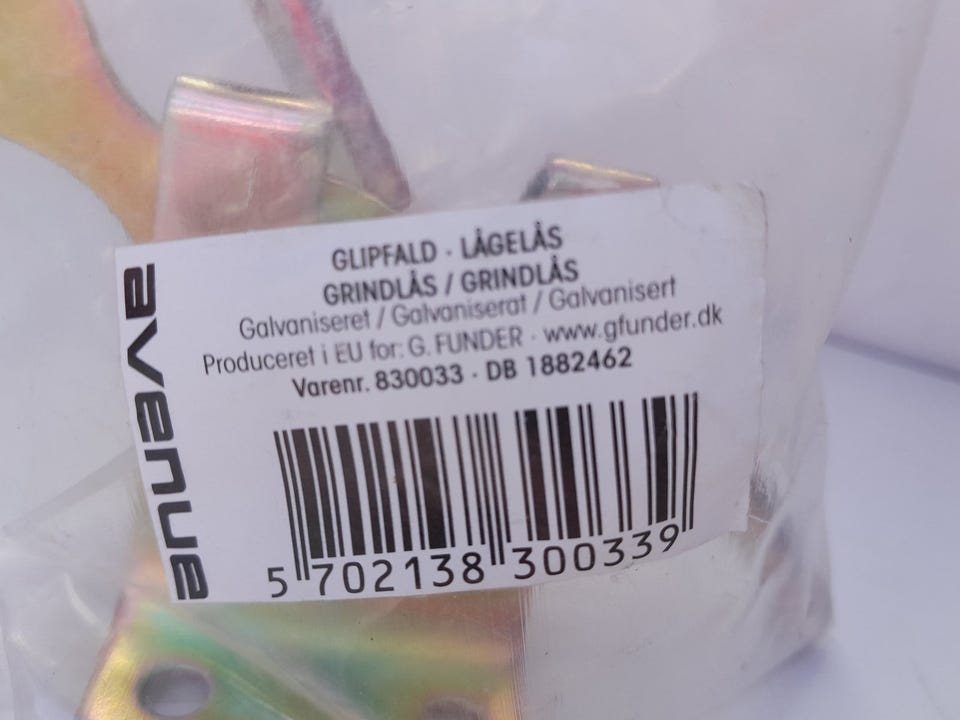 avenue
GLIPFALD · LÅGELÅS
GRINDLÅS / GRINDLÅS
Galvaniseret / Galvaniserat / Galvanisert
Produceret i EU for: G. FUNDER · www.gfunder.dk
Varenr. 830033 · DB 1882462
5 702138 300339